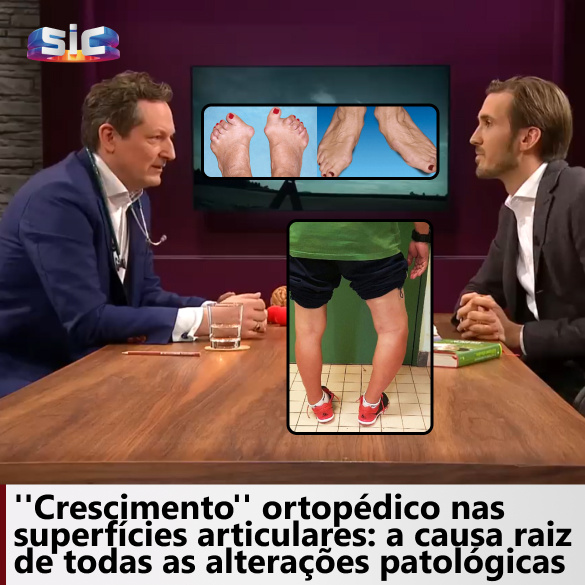 SIC
''Crescimento'' ortopédico nas
superfícies articulares: a causa raiz
de todas as alterações patológicas